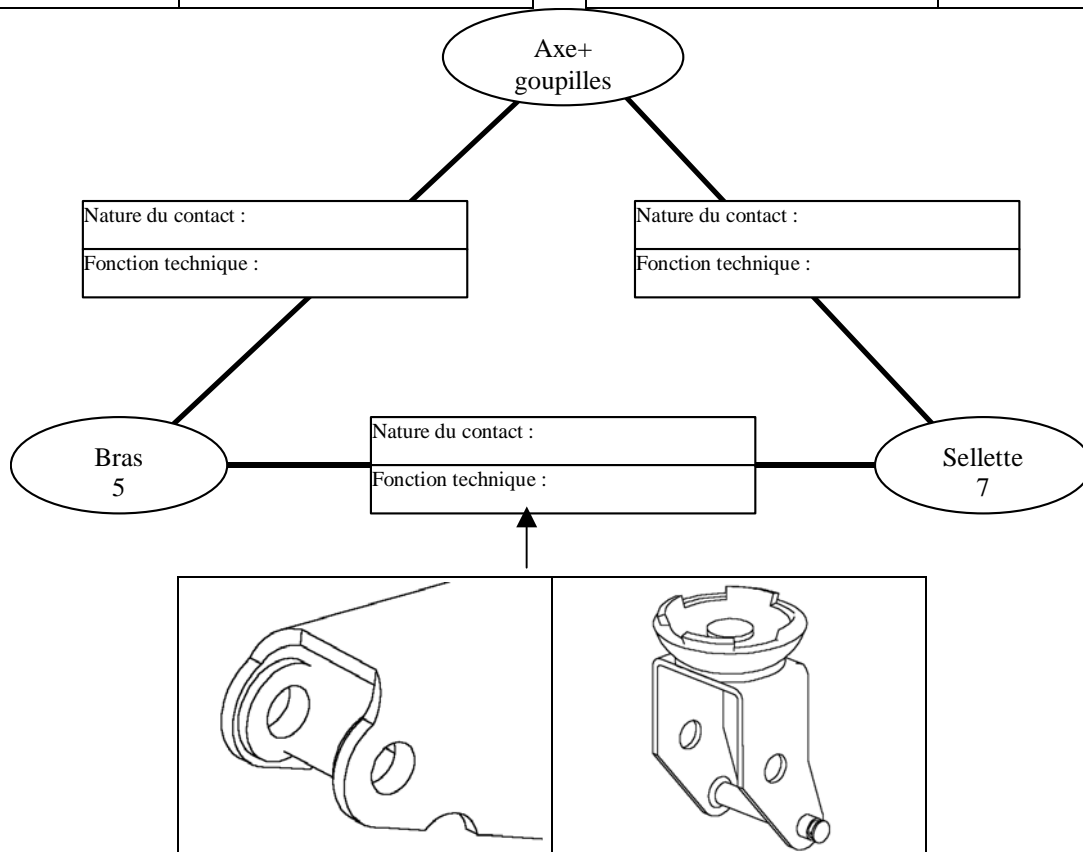 Axe+
goupilles
Nature du contact :
Fonction technique :
Nature du contact :
Fonction technique :
Bras
5
Nature du contact :
Fonction technique :
Sellette
7